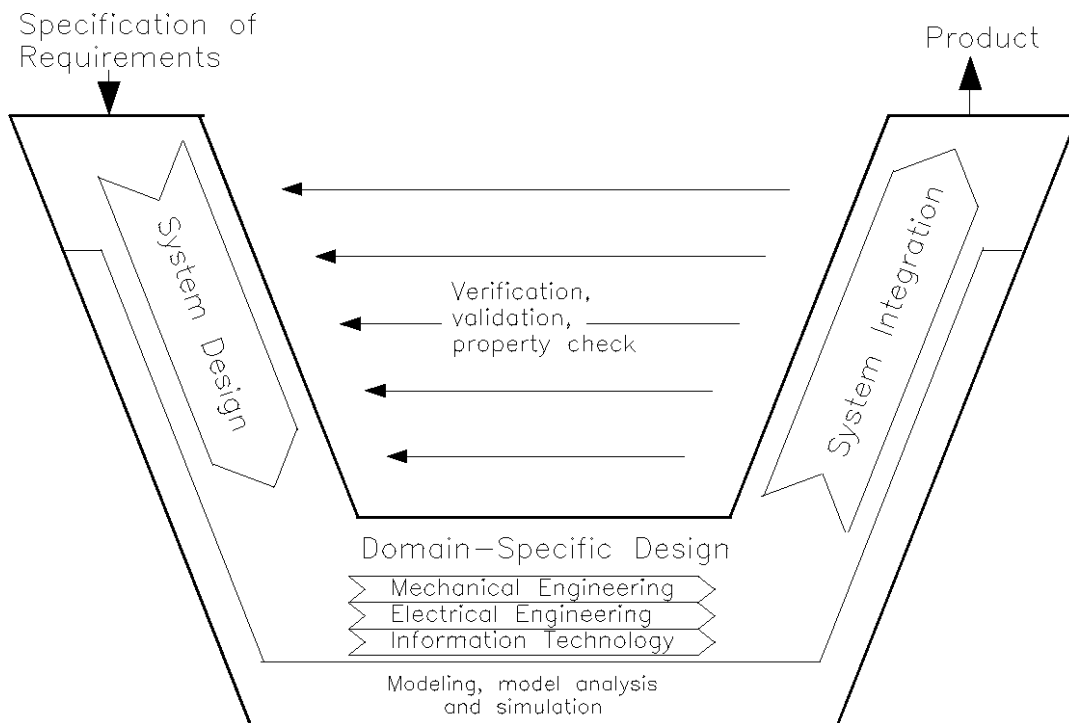 Specification of
Requirements
Product
System Design
Verification,
validation,
property check
System Integration
Domain-Specific Design
Mechanical Engineering
Electrical Engineering
Information Technology
Modeling, model analysis
and simulation